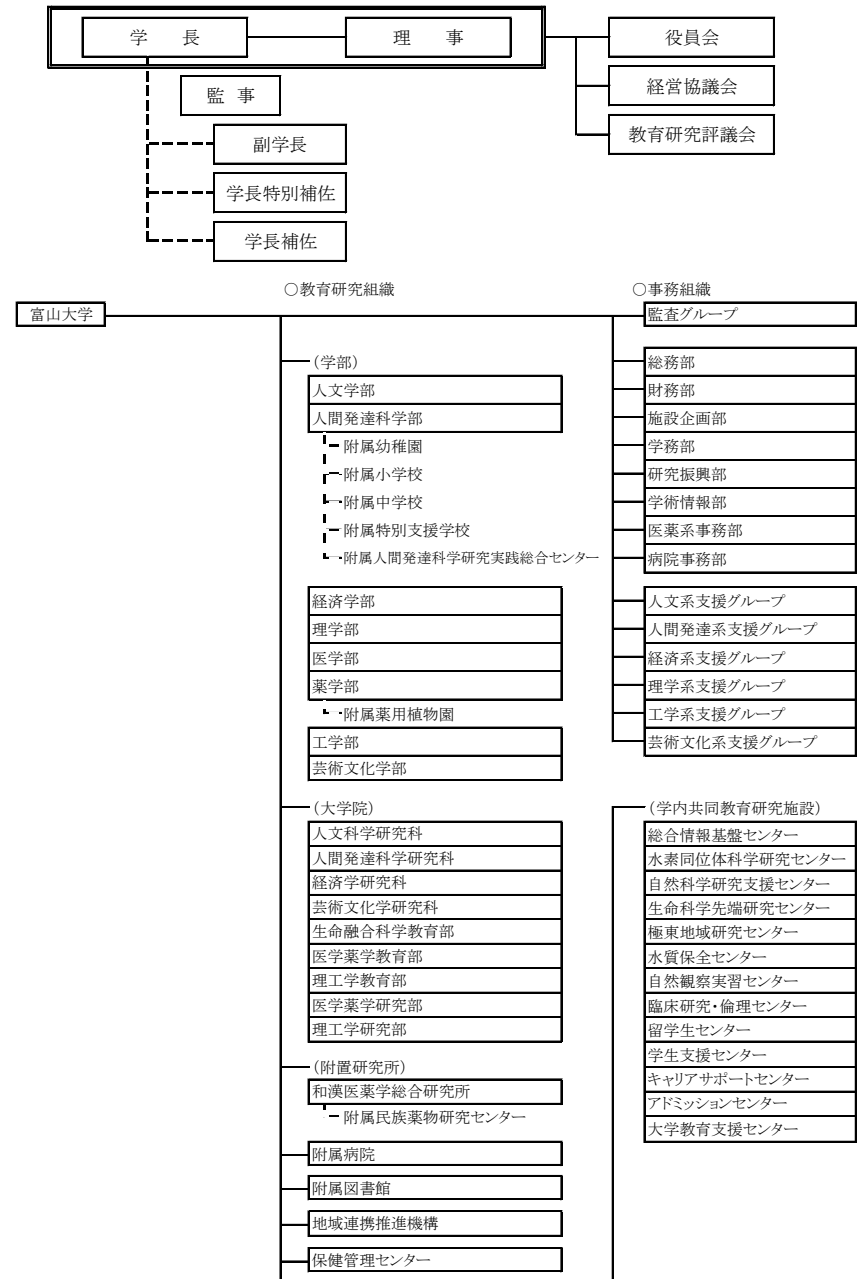 学　長
理　事
役員会
監　事
経営協議会
副学長
教育研究評議会
学長特別補佐
学長補佐
富山大学
○教育研究組織
(学部)
人文学部
人間発達科学部
附属幼稚園
附属小学校
附属中学校
附属特別支援学校
附属人間発達科学研究実践総合センター
経済学部
理学部
医学部
薬学部
附属薬用植物園
工学部
芸術文化学部
(大学院)
人文科学研究科
人間発達科学研究科
経済学研究科
芸術文化学研究科
生命融合科学教育部
医学薬学教育部
理工学教育部
医学薬学研究部
理工学研究部
(附置研究所)
和漢医薬学総合研究所
附属民族薬物研究センター
附属病院
附属図書館
地域連携推進機構
保健管理センター
○事務組織
監査グループ
総務部
財務部
施設企画部
学務部
研究振興部
学術情報部
医薬系事務部
病院事務部
人文系支援グループ
人間発達系支援グループ
経済系支援グループ
理学系支援グループ
工学系支援グループ
芸術文化系支援グループ
(学内共同教育研究施設)
総合情報基盤センター
水素同位体科学研究センター
自然科学研究支援センター
生命科学先端研究センター
極東地域研究センター
水質保全センター
自然観察実習センター
臨床研究・倫理センター
留学生センター
学生支援センター
キャリアサポートセンター
アドミッションセンター
大学教育支援センター